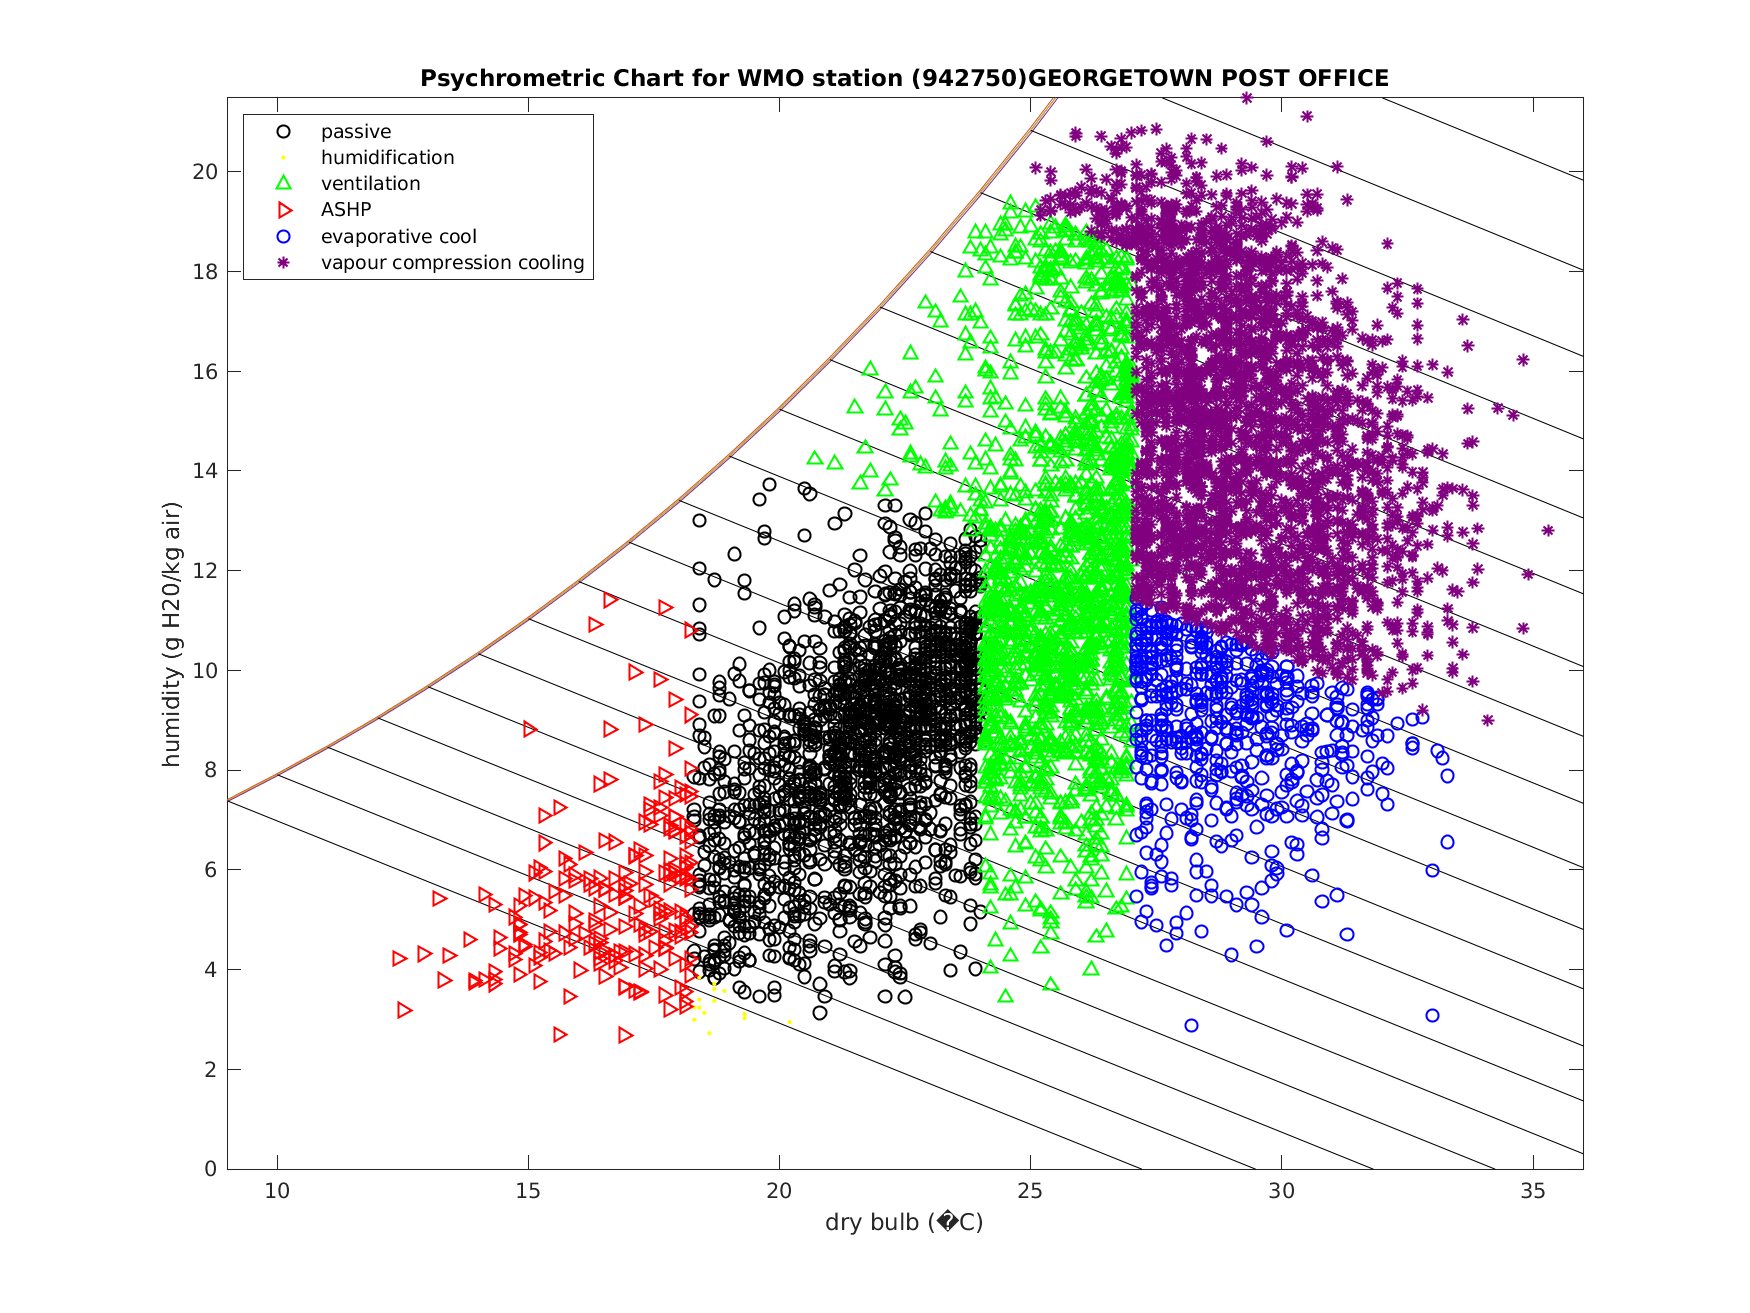 Psychrometric Chart for WMO station (942750)GEORGETOWN POST OFFICE
passive
humidification
ventilation
ASHP
evaporative cool
vapour compression cooling
humidity (g H20/kg air)
20
18
16
14
12
10
8
6
4
2
0
10 15 20 25 30 35
dry bulb (�C)